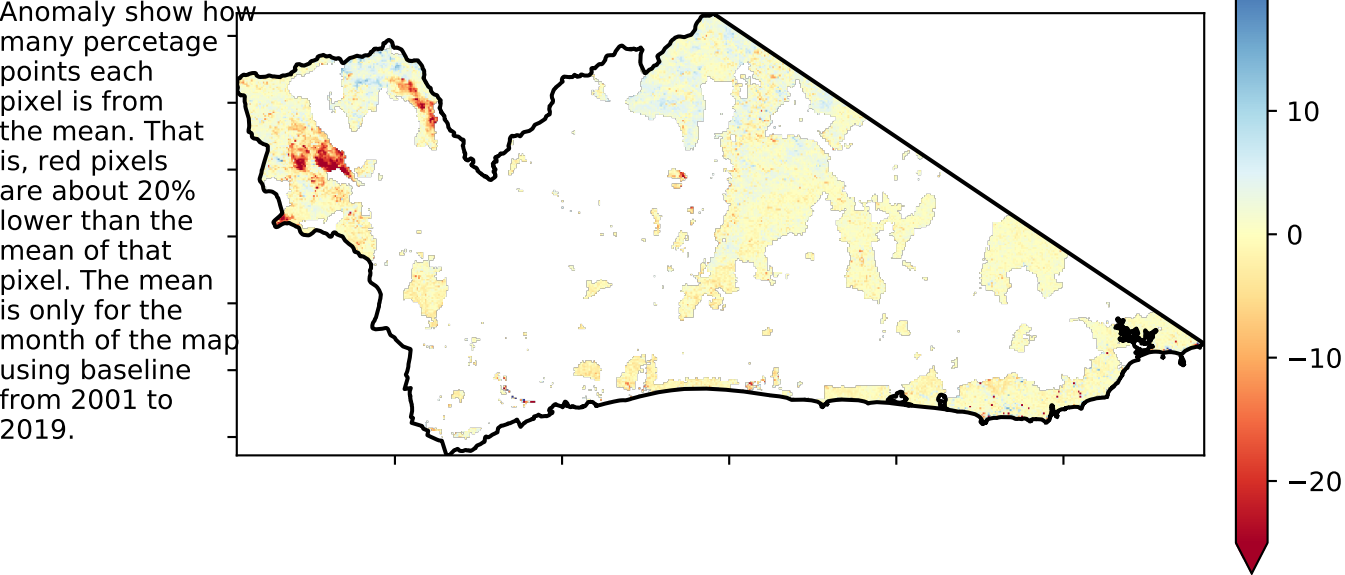 Anomaly show how
many percetage
points each
pixel is from
the mean. That
is, red pixels
are about 20%
lower than the
mean of that
pixel. The mean
is only for the
month of the map
using baseline
from 2001 to
2019.
10
0
−10
−20